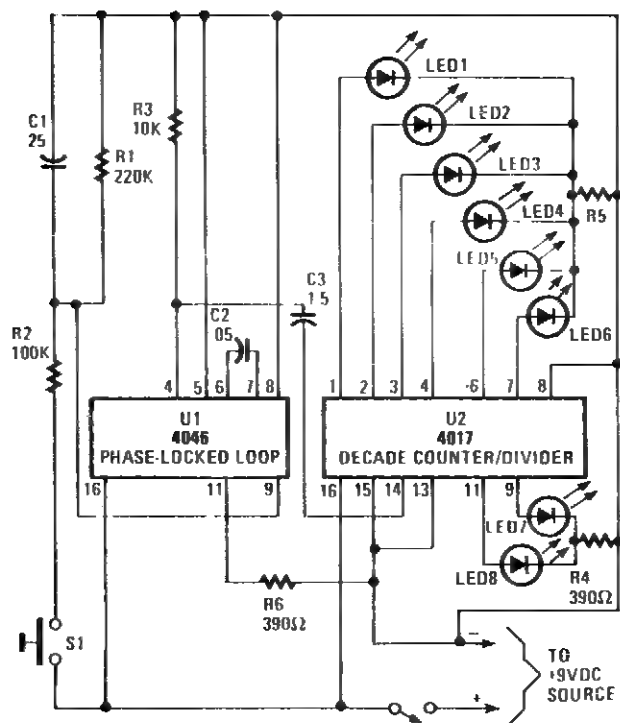 LED1
LED2
LED3
LED4
LED5
LED6
C1
25
R3
10K
R1
220K
R5
C3
1 5
C2
05
R2
100K
4 5 6 7 8
1 2 3 4 -6 7 8
U1
4046
PHASE-LOCKED LOOP
U2
4017
DECADE COUNTER/DIVIDER
16 11 9
16 15 14 13 11 9
LED7
LED8
R4
390Ω
R6
390Ω
S1
−
+
TO
+9VDC
SOURCE